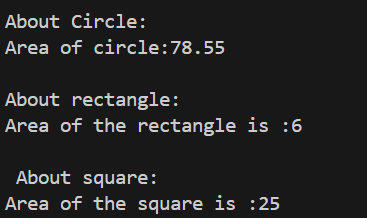 About Circle:
Area of circle:78.55
About rectangle:
Area of the rectangle is :6
About square:
Area of the square is :25